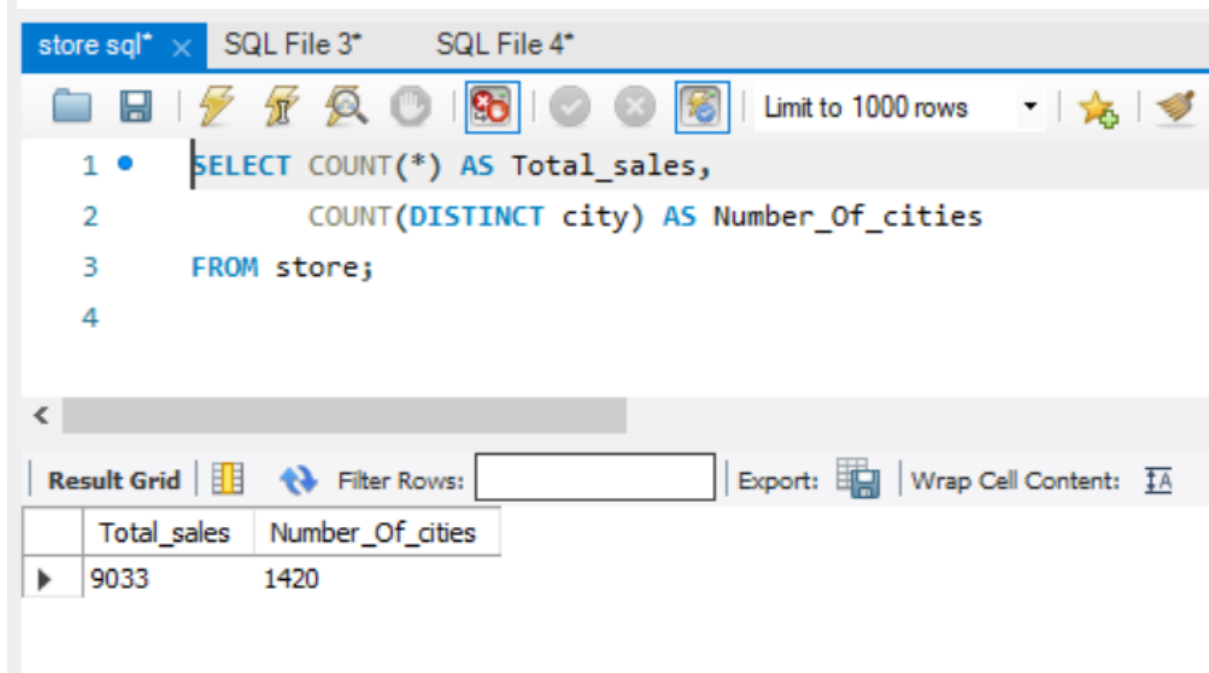 store sql* × SQL File 3* SQL File 4*
Limit to 1000 rows
1 SELECT COUNT(*) AS Total_sales,
2 COUNT(DISTINCT city) AS Number_Of_cities
3 FROM store;
4
Result Grid Filter Rows: Export: Wrap Cell Content: IA
Total_sales Number_Of_cities
9033 1420